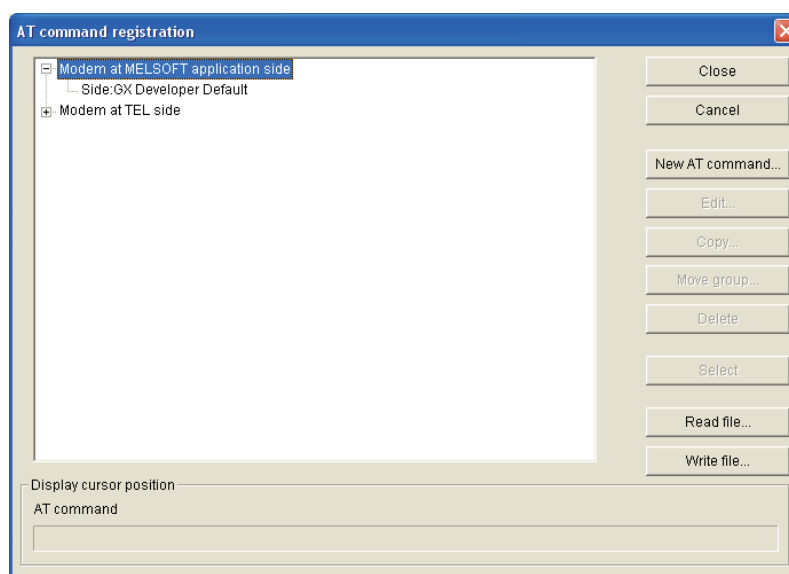 AT command registration
Modem at MELSOFT application side
Side:GX Developer Default
Modem at TEL side
Close
Cancel
New AT command...
Edit...
Copy...
Move group...
Delete
Select
Read file...
Write file...
Display cursor position
AT command